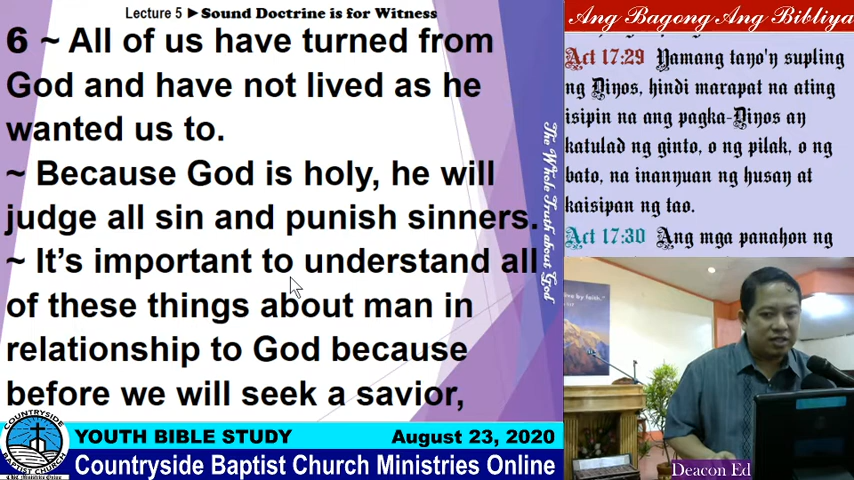 Lecture 5 ►Sound Doctrine is for Witness
6 ~ All of us have turned from
God and have not lived as he
wanted us to.
~ Because God is holy, he will
judge all sin and punish sinners.
~ It’s important to understand all
of these things about man in
relationship to God because
before we will seek a savior,
The Whole Truth about God
Ang Bagong Ang Bibliya
Act 17:29 Yamang tayo'y supling
ng Diyos, hindi marapat na ating
isipin na ang pagka-Diyos ay
katulad ng ginto, o ng pilak, o ng
bato, na inanyuan ng husay at
kaisipan ng tao.
Act 17:30 Ang mga panahon ng
live by faith."
Deacon Ed
COUNTRYSIDE
BAPTIST CHURCH
YOUTH BIBLE STUDY
August 23, 2020
Countryside Baptist Church Ministries Online